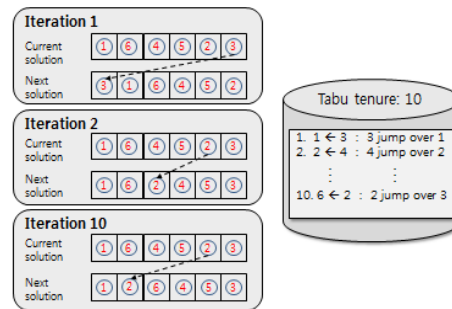 Iteration 1
Current solution
1 6 4 5 2 3
Next solution
3 1 6 4 5 2
Iteration 2
Current solution
1 6 4 5 2 3
Next solution
1 6 2 4 5 3
Iteration 10
Current solution
1 6 4 5 2 3
Next solution
1 2 6 4 5 3
Tabu tenure: 10
1. 1 ← 3 : 3 jump over 1
2. 2 ← 4 : 4 jump over 2
⋮ ⋮
10. 6 ← 2 : 2 jump over 3